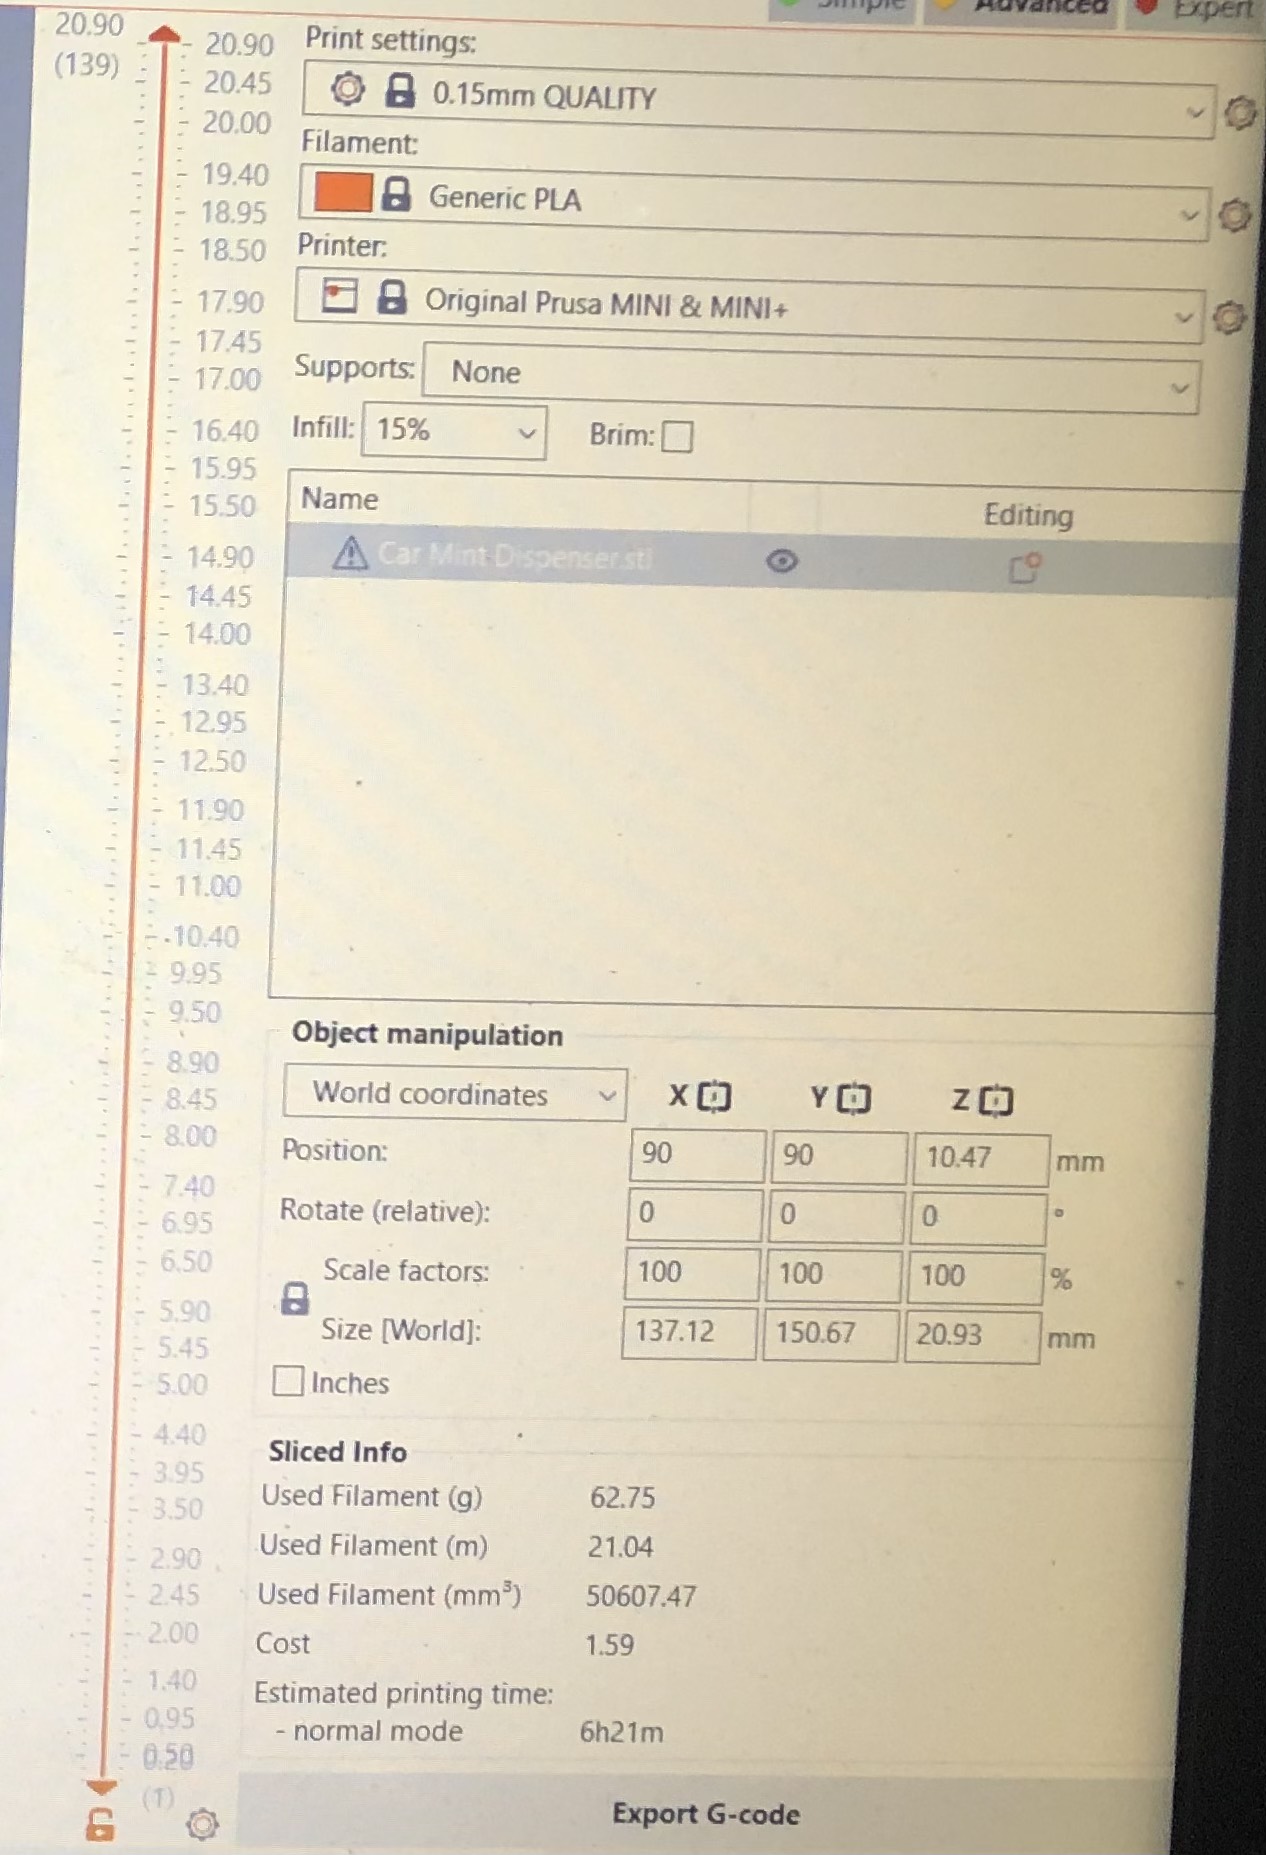 Simple Advanced Expert
20.90
(139)
20.90
20.45
20.00
19.40
18.95
18.50
17.90
17.45
17.00
16.40
15.95
15.50
14.90
14.45
14.00
13.40
12.95
12.50
11.90
11.45
11.00
10.40
9.95
9.50
8.90
8.45
8.00
7.40
6.95
6.50
5.90
5.45
5.00
4.40
3.95
3.50
2.90
2.45
2.00
1.40
0.95
(1)
Print settings:
0.15mm QUALITY
Filament:
Generic PLA
Printer:
Original Prusa MINI & MINI+
Supports: None
Infill: 15% Brim:
Name Editing
Car Mint Dispenser.stl
Object manipulation
World coordinates X Y Z
Position: 90 90 10.47 mm
Rotate (relative): 0 0 0 °
Scale factors: 100 100 100 %
Size [World]: 137.12 150.67 20.93 mm
Inches
Sliced Info
Used Filament (g) 62.75
Used Filament (m) 21.04
Used Filament (mm³) 50607.47
Cost 1.59
Estimated printing time:
- normal mode 6h21m
Export G-code